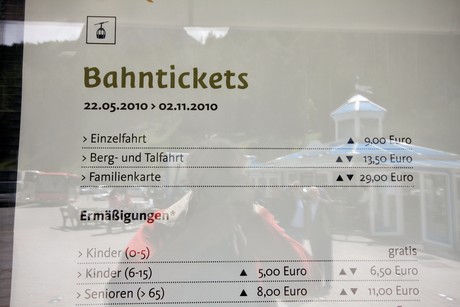 Bahntickets
22.05.2010 > 02.11.2010
> Einzelfahrt ▲ 9,00 Euro
> Berg- und Talfahrt ▲▼ 13,50 Euro
> Familienkarte ▲▼ 29,00 Euro
Ermäßigungen*
> Kinder (0-5) gratis
> Kinder (6-15) ▲ 5,00 Euro ▲▼ 6,50 Euro
> Senioren (> 65) ▲ 8,00 Euro ▲▼ 11,00 Euro